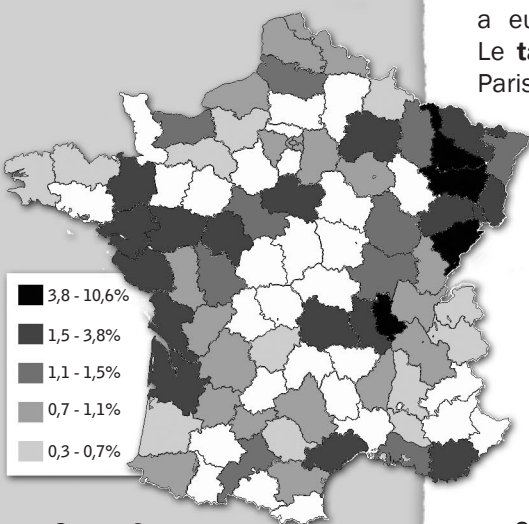 a eu
Le ta
Paris
3,8 - 10,6%
1,5 - 3,8%
1,1 - 1,5%
0,7 - 1,1%
0,3 - 0,7%